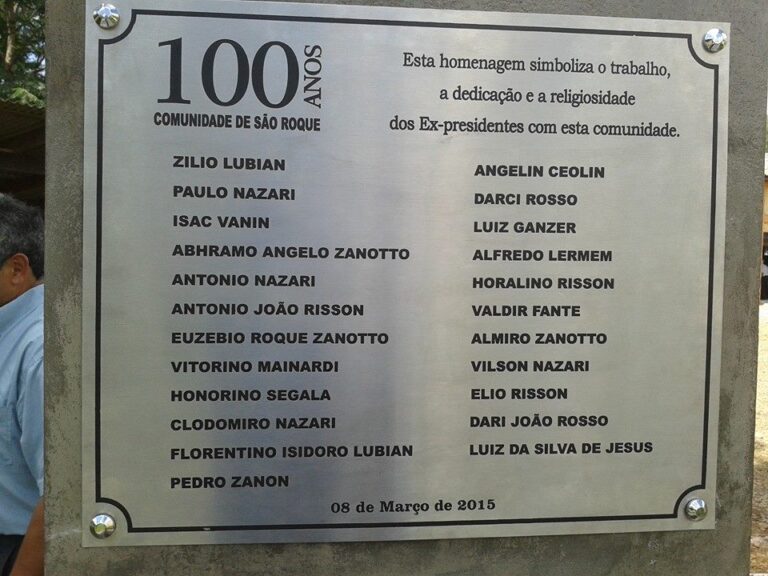 100 ANOS
COMUNIDADE DE SÃO ROQUE
Esta homenagem simboliza o trabalho,
a dedicação e a religiosidade
dos Ex-presidentes com esta comunidade.
ZILIO LUBIAN
PAULO NAZARI
ISAC VANIN
ABHRAMO ANGELO ZANOTTO
ANTONIO NAZARI
ANTONIO JOÃO RISSON
EUZEBIO ROQUE ZANOTTO
VITORINO MAINARDI
HONORINO SEGALA
CLODOMIRO NAZARI
FLORENTINO ISIDORO LUBIAN
PEDRO ZANON
ANGELIN CEOLIN
DARCI ROSSO
LUIZ GANZER
ALFREDO LERMEM
HORALINO RISSON
VALDIR FANTE
ALMIRO ZANOTTO
VILSON NAZARI
ELIO RISSON
DARI JOÃO ROSSO
LUIZ DA SILVA DE JESUS
08 de Março de 2015